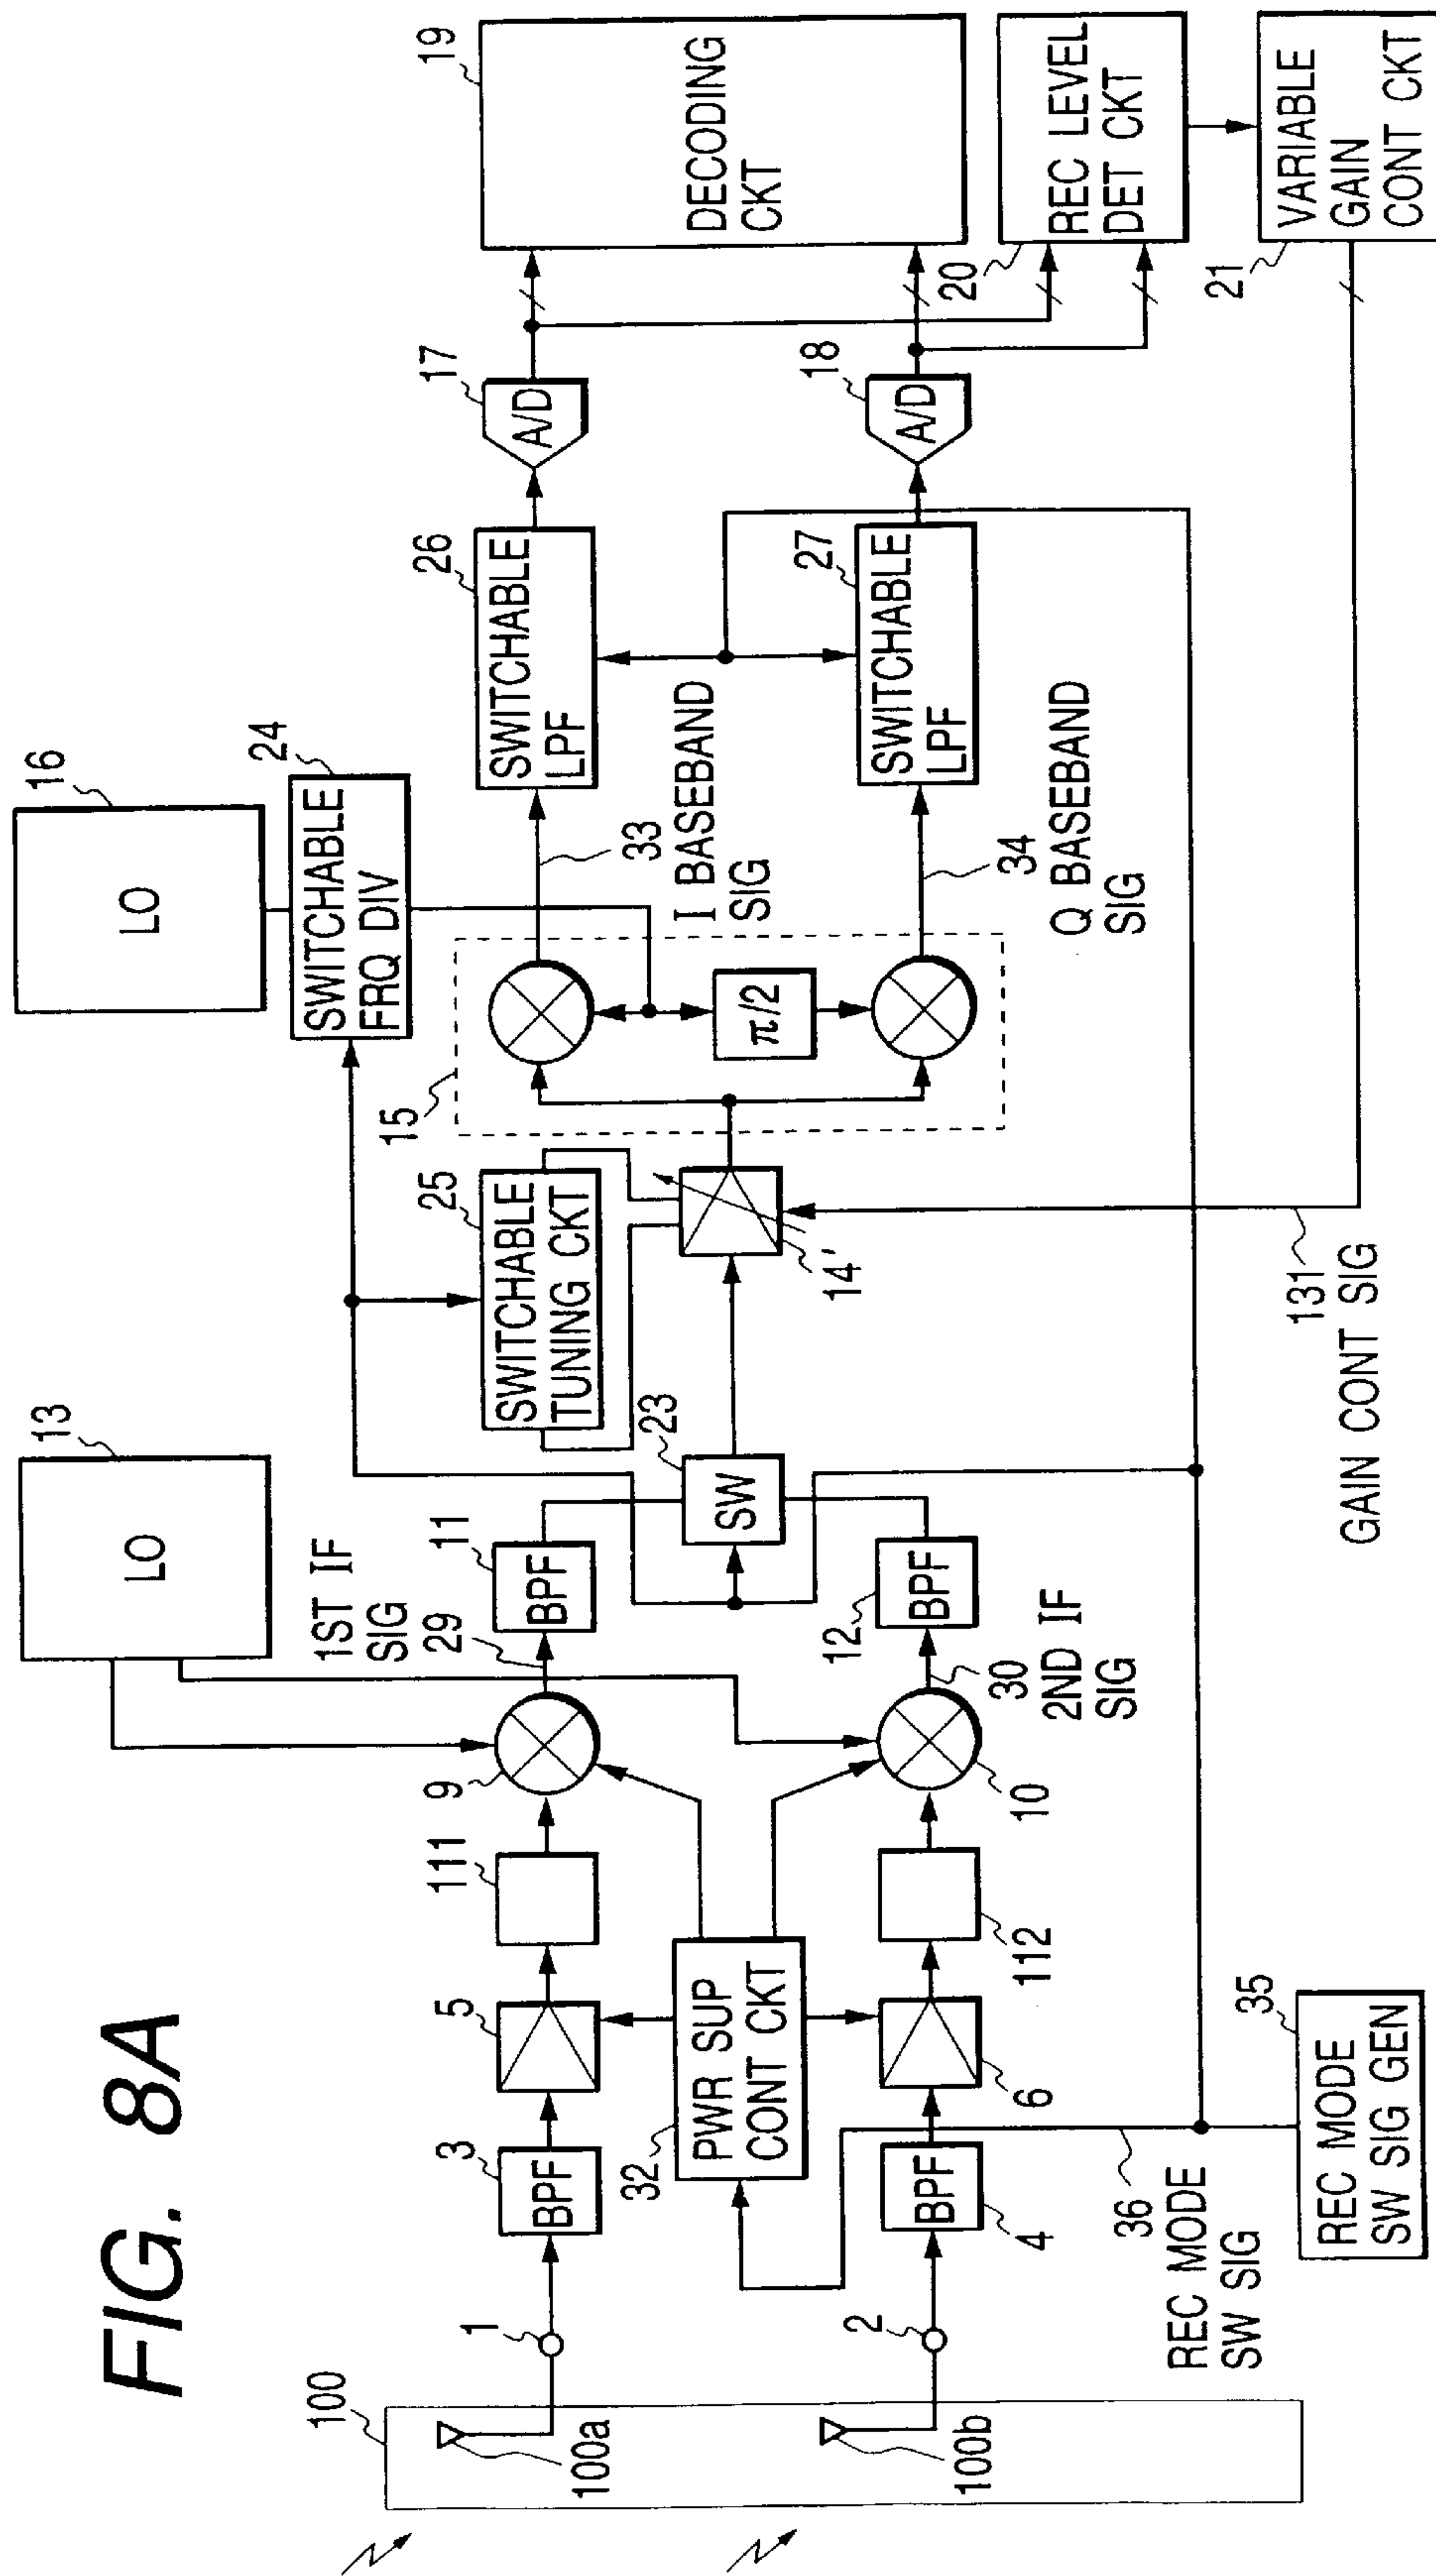 FIG. 8A
100
100a
100b
1
2
3
BPF
4
BPF
5
6
32
PWR SUP
CONT CKT
111
112
9
10
13
LO
1ST IF
SIG
29
30
2ND IF
SIG
11
BPF
12
BPF
23
SW
25
SWITCHABLE
TUNING CKT
14'
15
π/2
16
LO
24
SWITCHABLE
FRQ DIV
33
I BASEBAND
SIG
34
Q BASEBAND
SIG
26
SWITCHABLE
LPF
27
SWITCHABLE
LPF
17
A/D
18
A/D
19
DECODING
CKT
20
REC LEVEL
DET CKT
21
VARIABLE
GAIN
CONT CKT
131
GAIN CONT SIG
36
REC MODE
SW SIG
35
REC MODE
SW SIG GEN